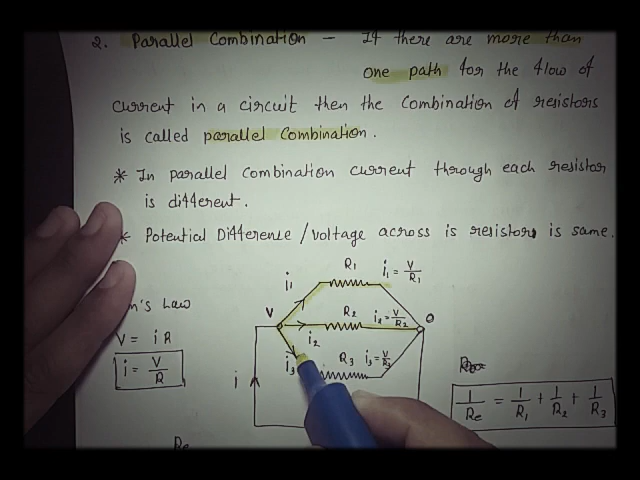 2. Parallel Combination – If there are more than
one path for the flow of
current in a circuit then the combination of resistors
is called parallel combination.
* In parallel combination current through each resistor
is different.
* Potential Difference / voltage across is resistors is same.
R1
i1 = V/R1
i1
m's Law
V
R2
i2 = V/R2
0
V = iR
i2
i = V/R
i3
R3
i3 = V/R3
i
1/Re = 1/R1 + 1/R2 + 1/R3
Re